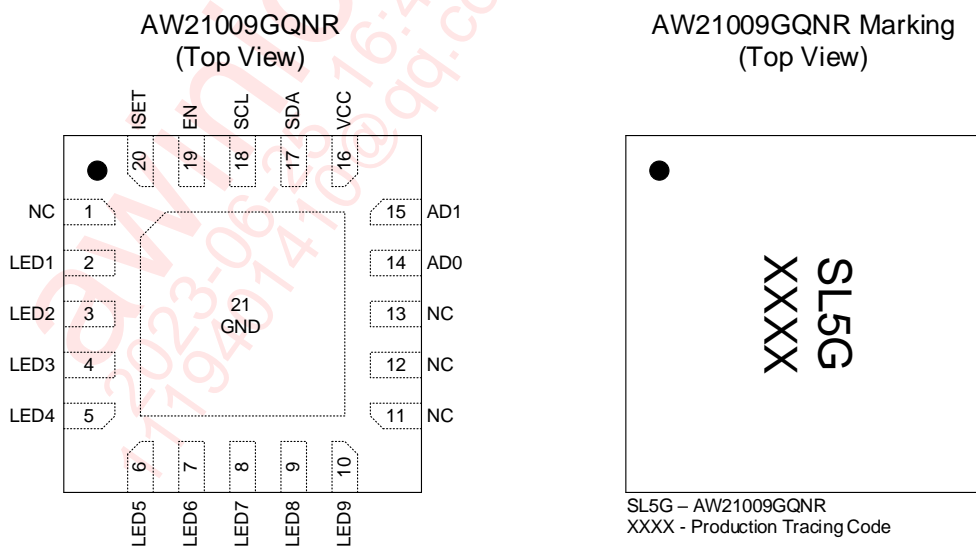 AW21009GQNR
(Top View)
ISET
EN
SCL
SDA
VCC
20
19
18
17
16
NC 1
LED1 2
LED2 3
LED3 4
LED4 5
15 AD1
14 AD0
13 NC
12 NC
11 NC
21
GND
6
7
8
9
10
LED5
LED6
LED7
LED8
LED9
AW21009GQNR Marking
(Top View)
SL5G
XXXX
SL5G – AW21009GQNR
XXXX - Production Tracing Code